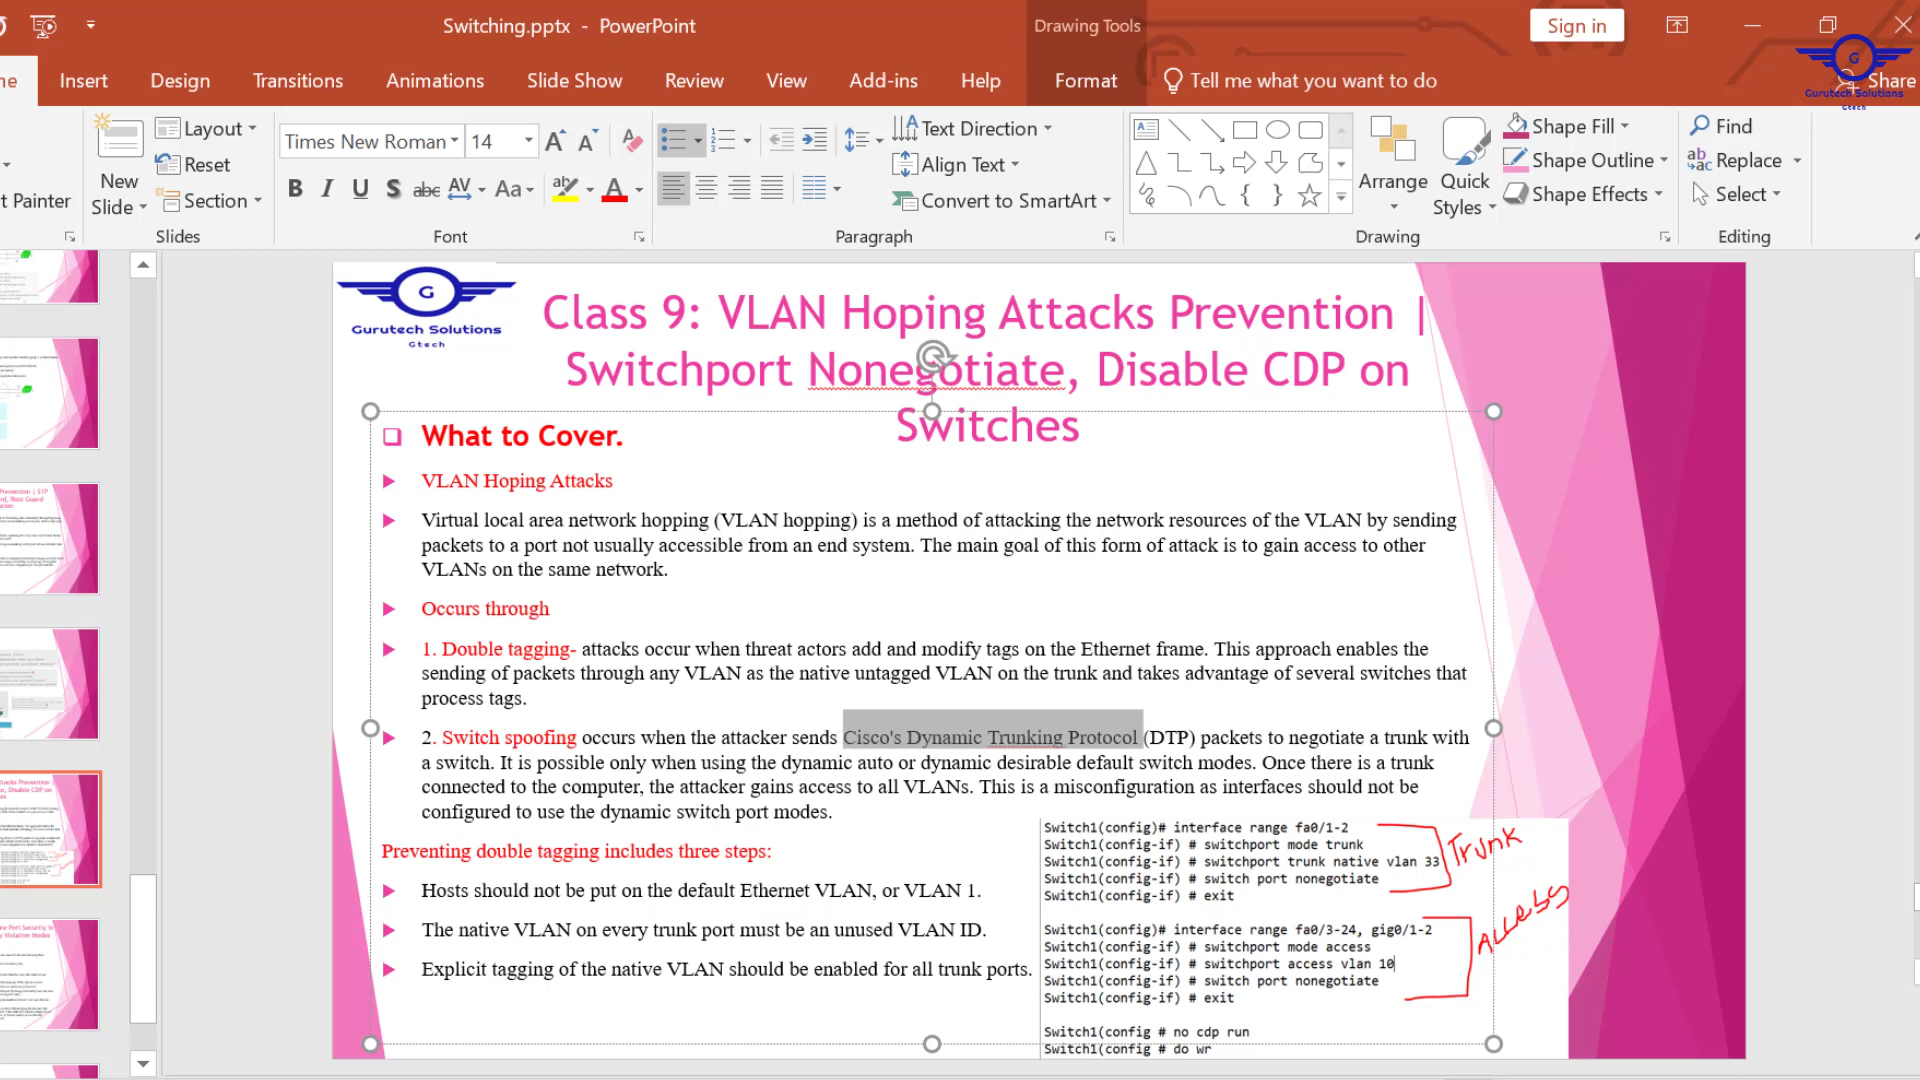 Switching.pptx - PowerPoint
Drawing Tools
Sign in
Insert
Design
Transitions
Animations
Slide Show
Review
View
Add-ins
Help
Format
Tell me what you want to do
Share
G
Gurutech Solutions
Gtech
t Painter
New Slide
Layout
Reset
Section
Slides
Times New Roman
14
B I U S abc AV Aa
ab A
Font
Text Direction
Align Text
Convert to SmartArt
Paragraph
Arrange
Quick Styles
Shape Fill
Shape Outline
Shape Effects
Drawing
Find
Replace
Select
Editing
G
Gurutech Solutions
Gtech
Class 9: VLAN Hoping Attacks Prevention |
Switchport Nonegotiate, Disable CDP on
Switches
What to Cover.
VLAN Hoping Attacks
Virtual local area network hopping (VLAN hopping) is a method of attacking the network resources of the VLAN by sending
packets to a port not usually accessible from an end system. The main goal of this form of attack is to gain access to other
VLANs on the same network.
Occurs through
1. Double tagging- attacks occur when threat actors add and modify tags on the Ethernet frame. This approach enables the
sending of packets through any VLAN as the native untagged VLAN on the trunk and takes advantage of several switches that
process tags.
2. Switch spoofing occurs when the attacker sends Cisco's Dynamic Trunking Protocol (DTP) packets to negotiate a trunk with
a switch. It is possible only when using the dynamic auto or dynamic desirable default switch modes. Once there is a trunk
connected to the computer, the attacker gains access to all VLANs. This is a misconfiguration as interfaces should not be
configured to use the dynamic switch port modes.
Preventing double tagging includes three steps:
Hosts should not be put on the default Ethernet VLAN, or VLAN 1.
The native VLAN on every trunk port must be an unused VLAN ID.
Explicit tagging of the native VLAN should be enabled for all trunk ports.
Switch1(config)# interface range fa0/1-2
Switch1(config-if) # switchport mode trunk
Switch1(config-if) # switchport trunk native vlan 33
Switch1(config-if) # switch port nonegotiate
Switch1(config-if) # exit
Trunk
Switch1(config)# interface range fa0/3-24, gig0/1-2
Switch1(config-if) # switchport mode access
Switch1(config-if) # switchport access vlan 10
Switch1(config-if) # switch port nonegotiate
Switch1(config-if) # exit
Access
Switch1(config # no cdp run
Switch1(config # do wr